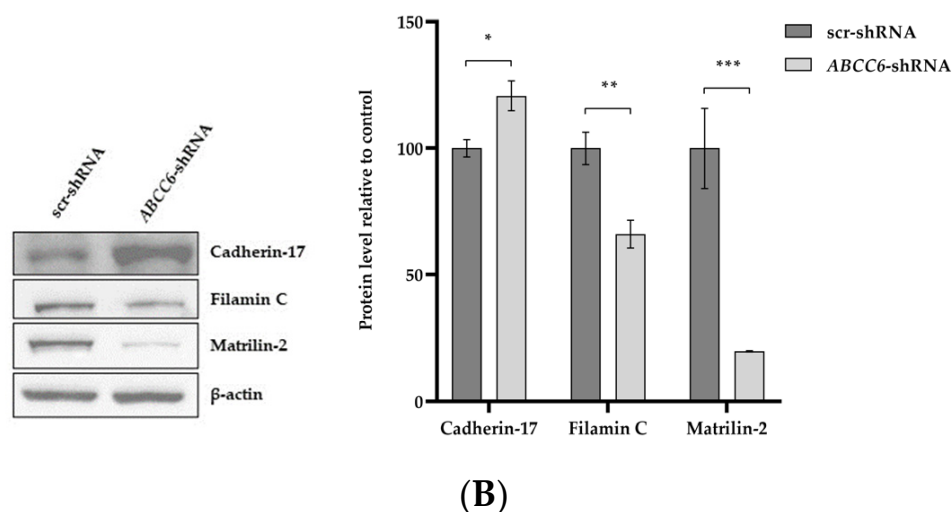 scr-shRNA
ABCC6-shRNA
Cadherin-17
Filamin C
Matrilin-2
β-actin
Protein level relative to control
150
100
50
0
*
**
***
Cadherin-17 Filamin C Matrilin-2
scr-shRNA
ABCC6-shRNA
(B)